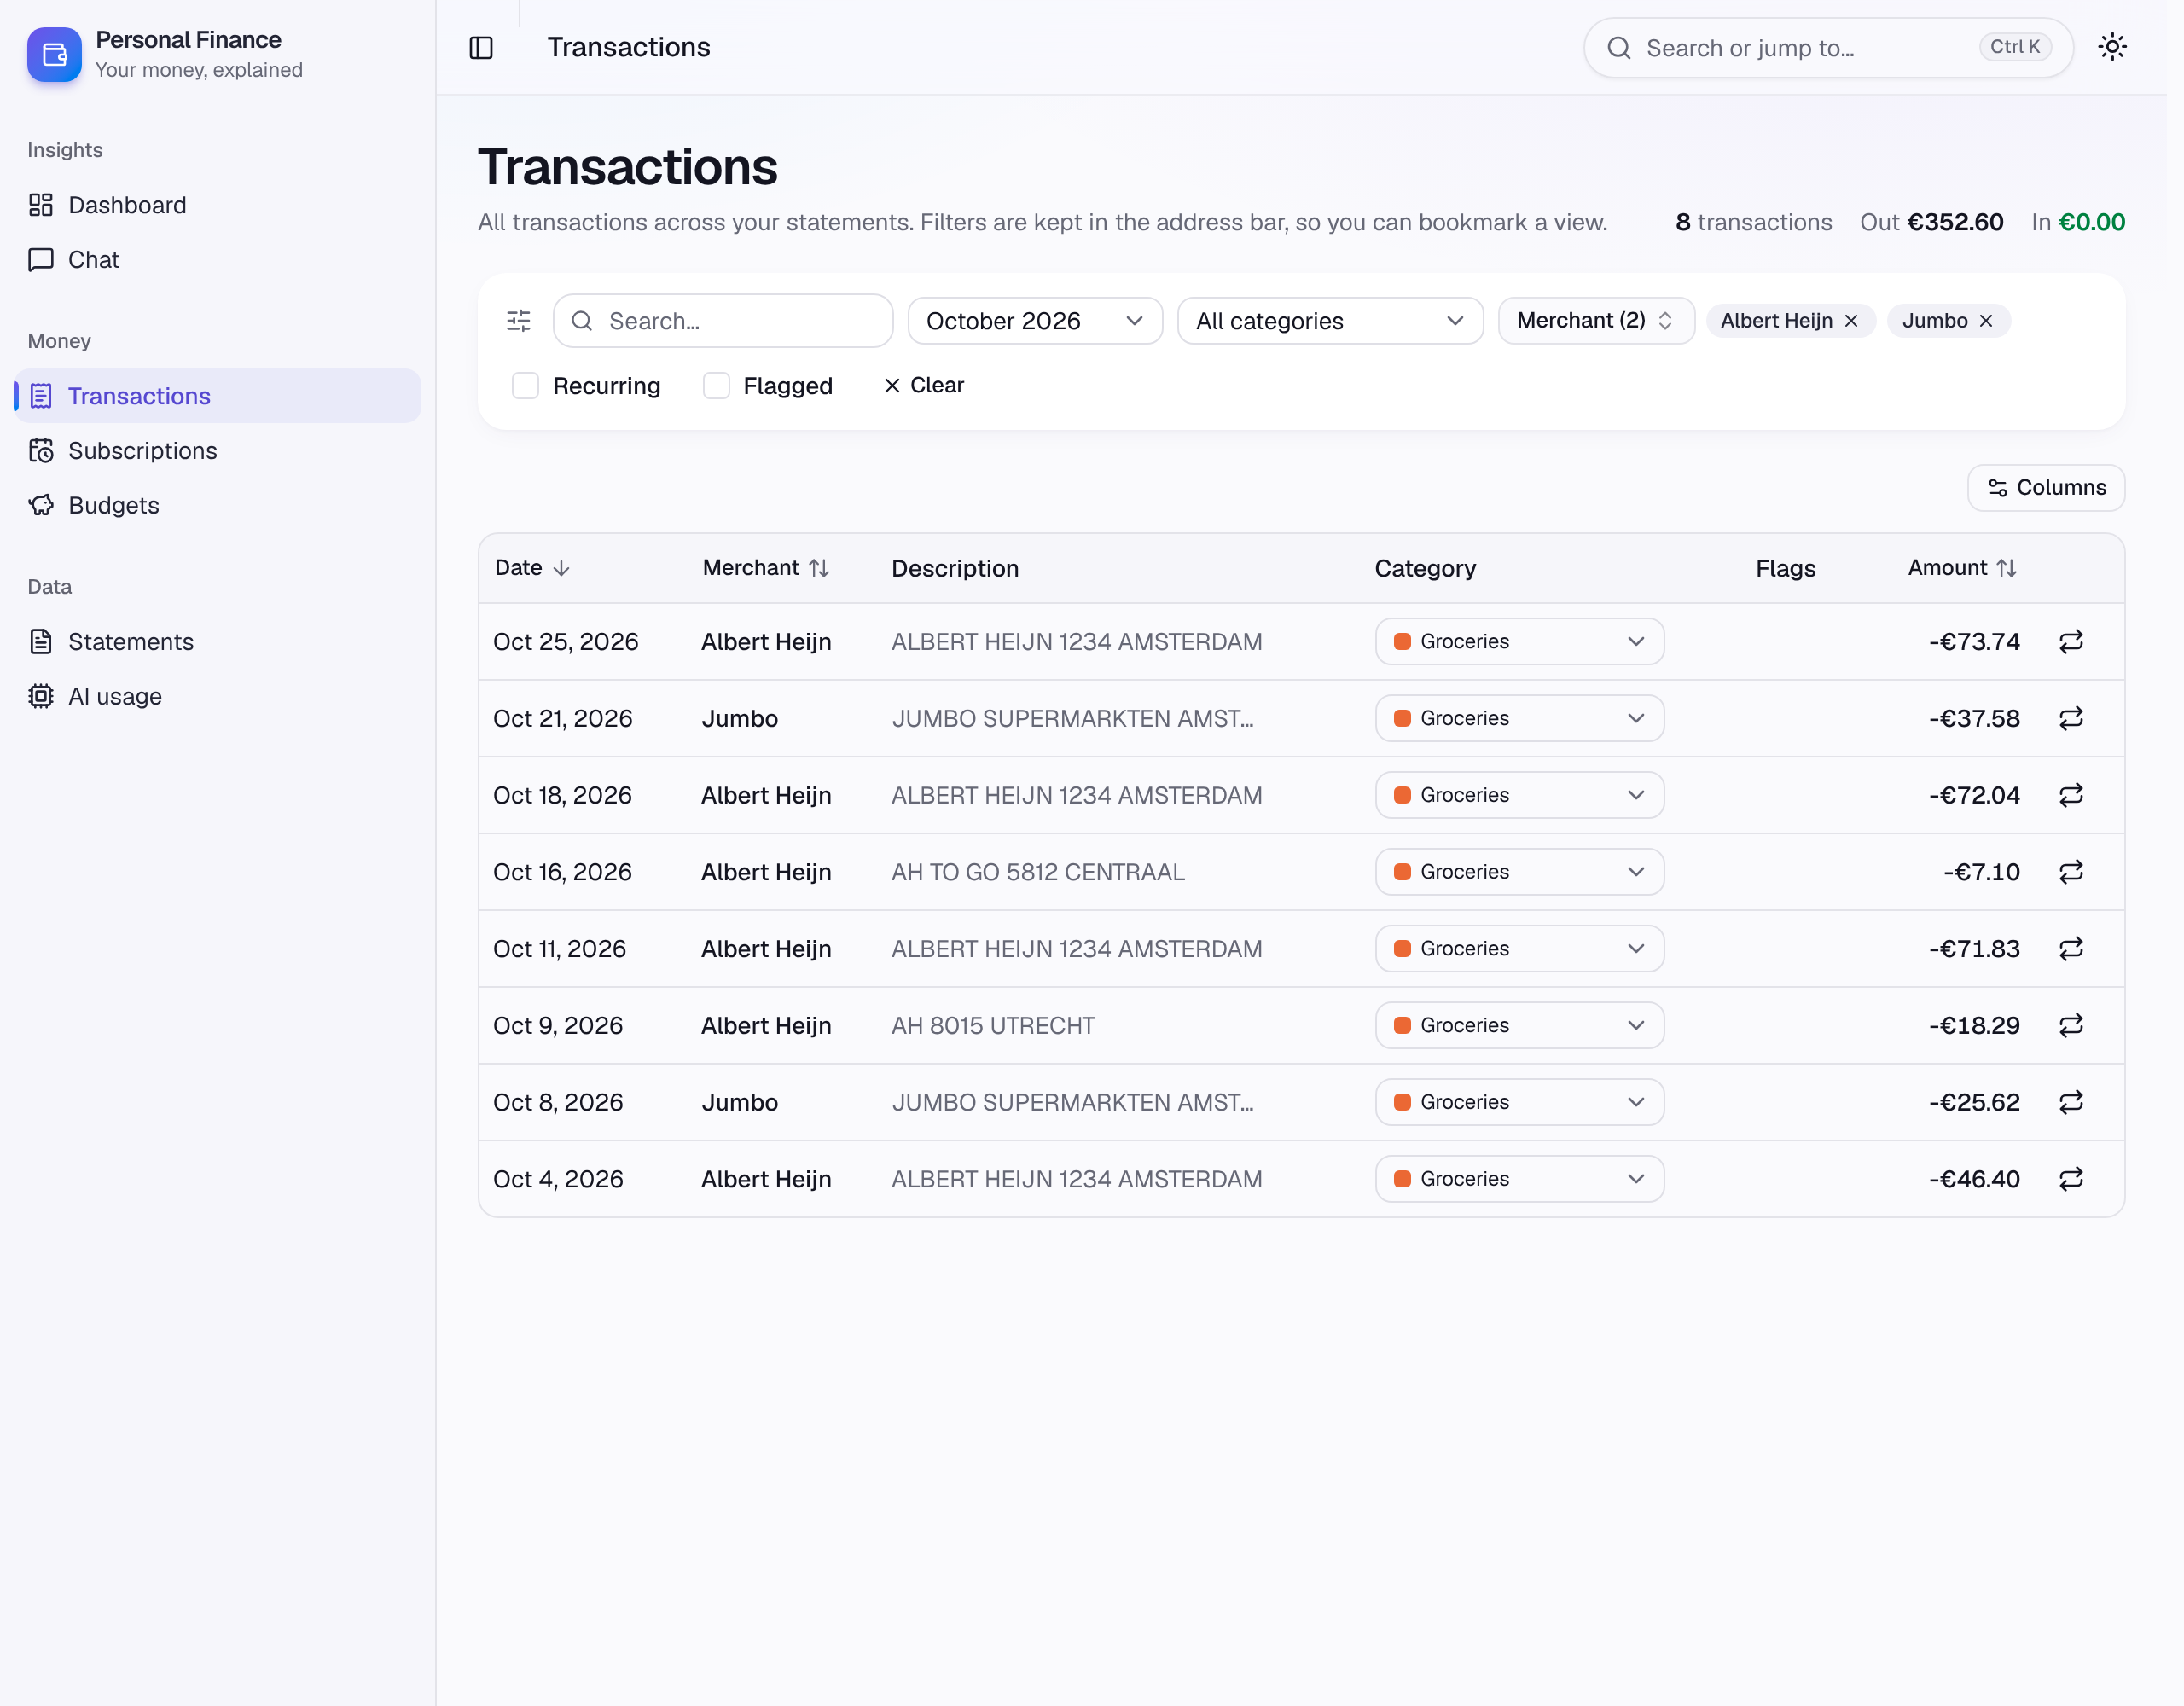 Personal Finance
Your money, explained
Insights
Dashboard
Chat
Money
Transactions
Subscriptions
Budgets
Data
Statements
AI usage
Transactions
Search or jump to...
Ctrl K
Transactions
All transactions across your statements. Filters are kept in the address bar, so you can bookmark a view.
8 transactions Out €352.60 In €0.00
Search...
October 2026
All categories
Merchant (2)
Albert Heijn
Jumbo
Recurring
Flagged
Clear
Columns
Date Merchant Description Category Flags Amount
Oct 25, 2026 Albert Heijn ALBERT HEIJN 1234 AMSTERDAM Groceries -€73.74
Oct 21, 2026 Jumbo JUMBO SUPERMARKTEN AMST... Groceries -€37.58
Oct 18, 2026 Albert Heijn ALBERT HEIJN 1234 AMSTERDAM Groceries -€72.04
Oct 16, 2026 Albert Heijn AH TO GO 5812 CENTRAAL Groceries -€7.10
Oct 11, 2026 Albert Heijn ALBERT HEIJN 1234 AMSTERDAM Groceries -€71.83
Oct 9, 2026 Albert Heijn AH 8015 UTRECHT Groceries -€18.29
Oct 8, 2026 Jumbo JUMBO SUPERMARKTEN AMST... Groceries -€25.62
Oct 4, 2026 Albert Heijn ALBERT HEIJN 1234 AMSTERDAM Groceries -€46.40